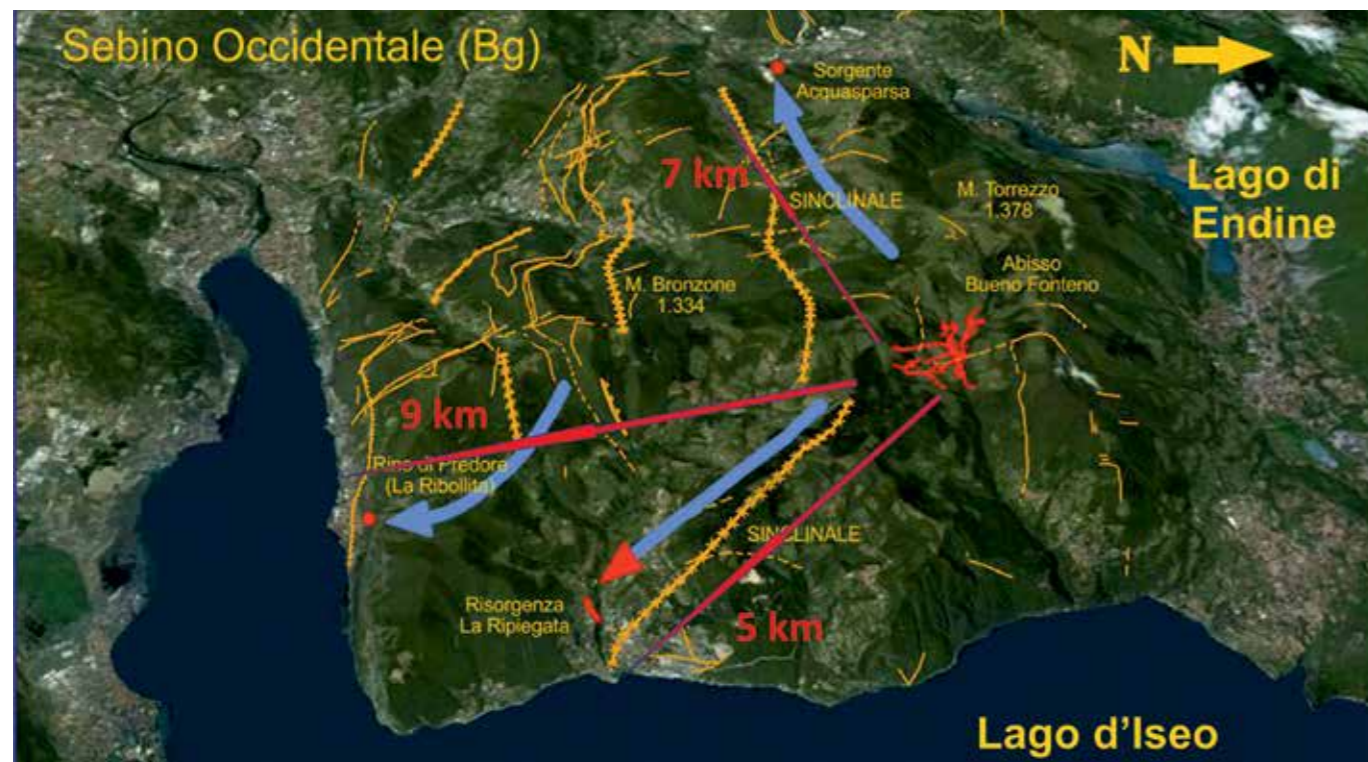 Sebino Occidentale (Bg)
N
Sorgente
Acquasparsa
7 km
SINCLINALE
M. Torrezzo
1.378
Lago di
Endine
Abisso
Bueno Fonteno
M. Bronzone
1.334
9 km
Rino di Predore
(La Ribollita)
SINCLINALE
Risorgenza
La Ripiegata
5 km
Lago d'Iseo